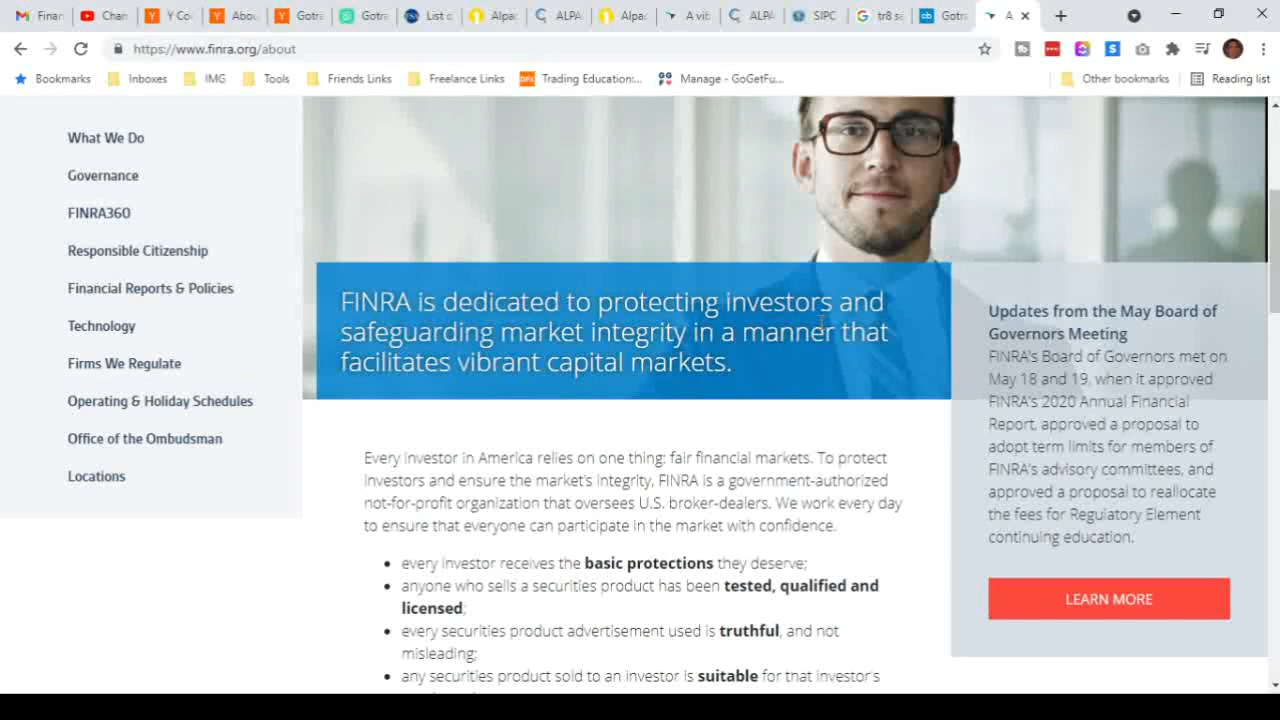 Finan
Chan
Y Co
Abou
Gotra
Gotra
List o
Alpac
ALPA
Alpac
A vib
ALPA
SIPC
tr8 se
Gotra
A
https://www.finra.org/about
Bookmarks
Inboxes
IMG
Tools
Friends Links
Freelance Links
Trading Education:...
Manage - GoGetFu...
Other bookmarks
Reading list
What We Do
Governance
FINRA360
Responsible Citizenship
Financial Reports & Policies
Technology
Firms We Regulate
Operating & Holiday Schedules
Office of the Ombudsman
Locations
FINRA is dedicated to protecting investors and
safeguarding market integrity in a manner that
facilitates vibrant capital markets.
Every investor in America relies on one thing: fair financial markets. To protect
investors and ensure the market's integrity, FINRA is a government-authorized
not-for-profit organization that oversees U.S. broker-dealers. We work every day
to ensure that everyone can participate in the market with confidence.
every investor receives the basic protections they deserve;
anyone who sells a securities product has been tested, qualified and
licensed;
every securities product advertisement used is truthful, and not
misleading;
any securities product sold to an investor is suitable for that investor's
Updates from the May Board of
Governors Meeting
FINRA's Board of Governors met on
May 18 and 19, when it approved
FINRA's 2020 Annual Financial
Report, approved a proposal to
adopt term limits for members of
FINRA's advisory committees, and
approved a proposal to reallocate
the fees for Regulatory Element
continuing education.
LEARN MORE